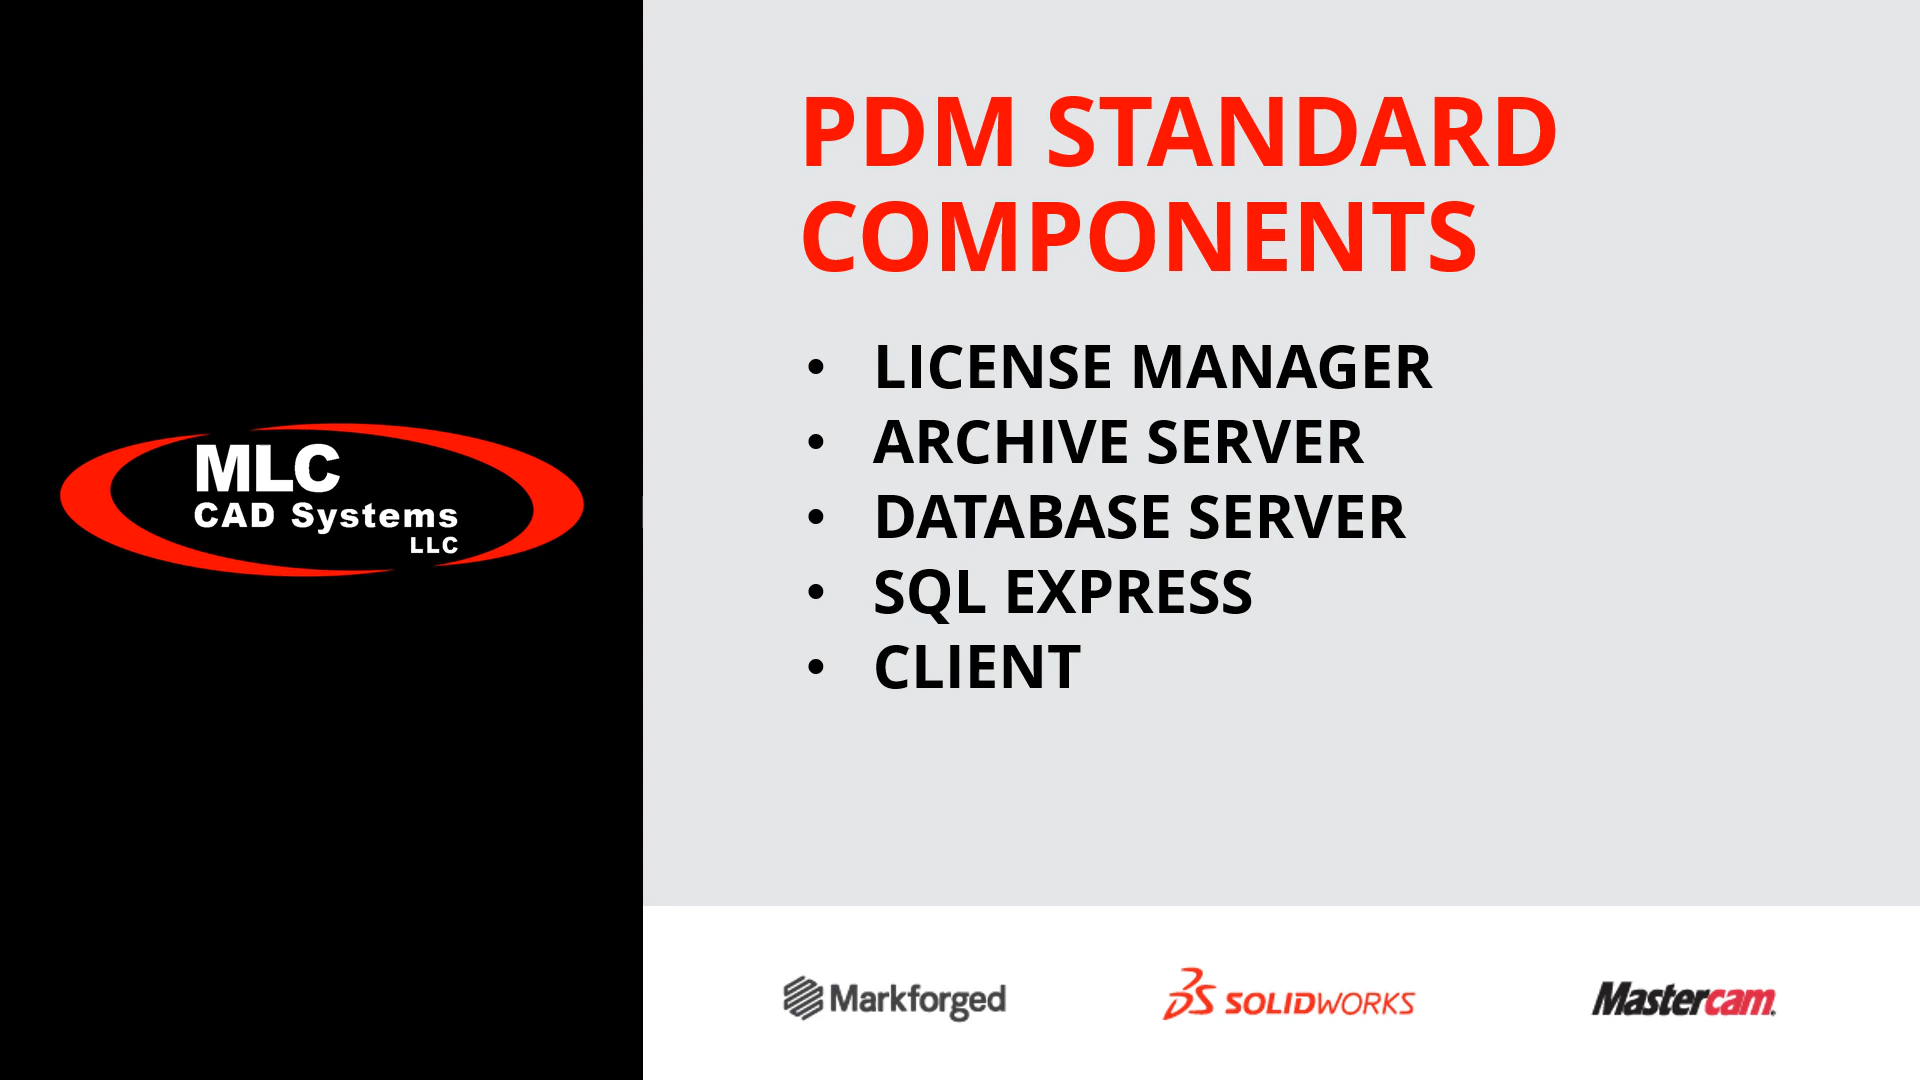 MLC
CAD Systems
LLC
PDM STANDARD
COMPONENTS
• LICENSE MANAGER
• ARCHIVE SERVER
• DATABASE SERVER
• SQL EXPRESS
• CLIENT
Markforged
SOLIDWORKS
Mastercam.